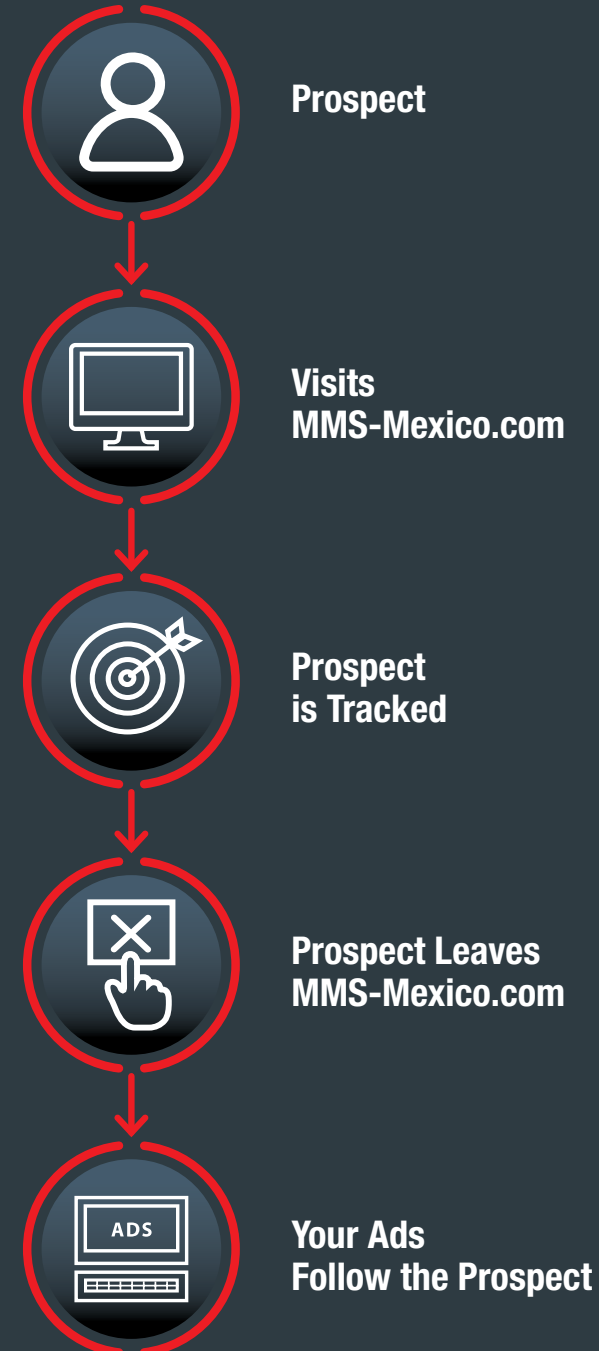 Prospect
Visits
MMS-Mexico.com
Prospect
is Tracked
Prospect Leaves
MMS-Mexico.com
ADS
Your Ads
Follow the Prospect